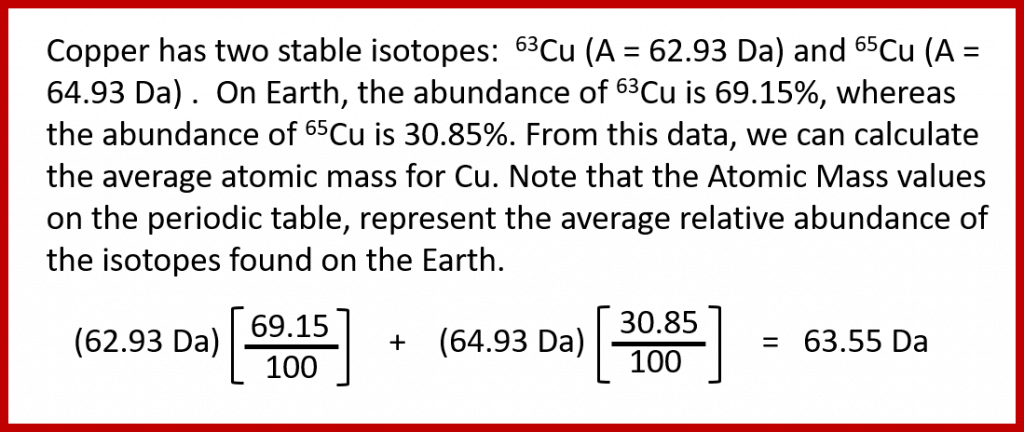 Copper has two stable isotopes: ⁶³Cu (A = 62.93 Da) and ⁶⁵Cu (A =
64.93 Da) . On Earth, the abundance of ⁶³Cu is 69.15%, whereas
the abundance of ⁶⁵Cu is 30.85%. From this data, we can calculate
the average atomic mass for Cu. Note that the Atomic Mass values
on the periodic table, represent the average relative abundance of
the isotopes found on the Earth.
(62.93 Da) [69.15/100] + (64.93 Da) [30.85/100] = 63.55 Da